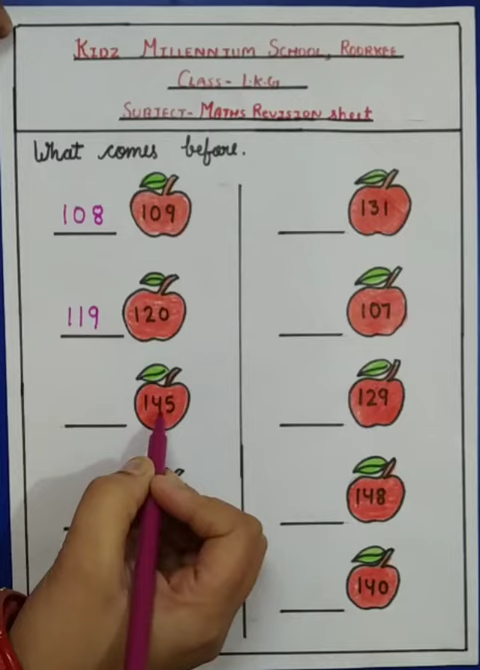 KIDZ MILLENNIUM SCHOOL, ROORKEE
CLASS- L.K.G
SUBJECT- MATHS REVISION sheet
What comes before.
108 109
119 120
145
131
107
129
148
140